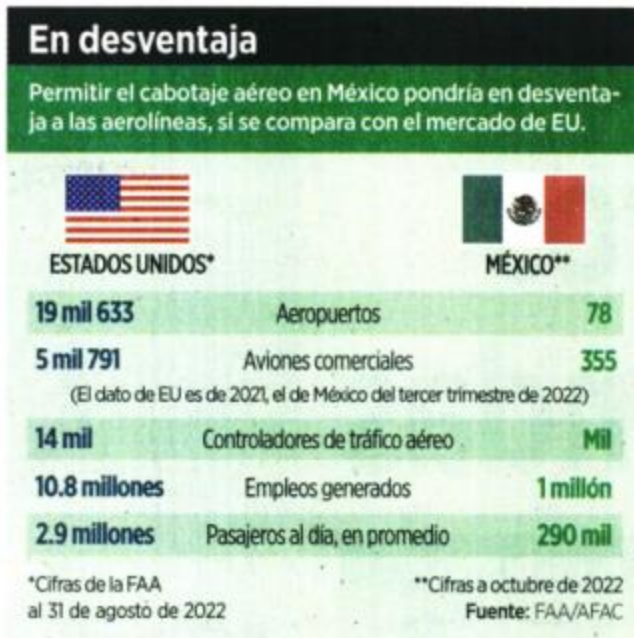 En desventaja
Permitir el cabotaje aéreo en México pondría en desventa-
ja a las aerolíneas, si se compara con el mercado de EU.
ESTADOS UNIDOS* MÉXICO**
19 mil 633 Aeropuertos 78
5 mil 791 Aviones comerciales 355
(El dato de EU es de 2021, el de México del tercer trimestre de 2022)
14 mil Controladores de tráfico aéreo Mil
10.8 millones Empleos generados 1 millón
2.9 millones Pasajeros al día, en promedio 290 mil
*Cifras de la FAA **Cifras a octubre de 2022
al 31 de agosto de 2022 Fuente: FAA/AFAC